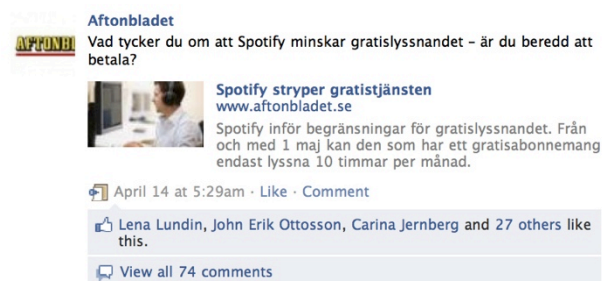 Aftonbladet
AFTONBL
Vad tycker du om att Spotify minskar gratislyssnandet – är du beredd att
betala?
Spotify stryper gratistjänsten
www.aftonbladet.se
Spotify inför begränsningar för gratislyssnandet. Från
och med 1 maj kan den som har ett gratisabonnemang
endast lyssna 10 timmar per månad.
April 14 at 5:29am · Like · Comment
Lena Lundin, John Erik Ottosson, Carina Jernberg and 27 others like
this.
View all 74 comments